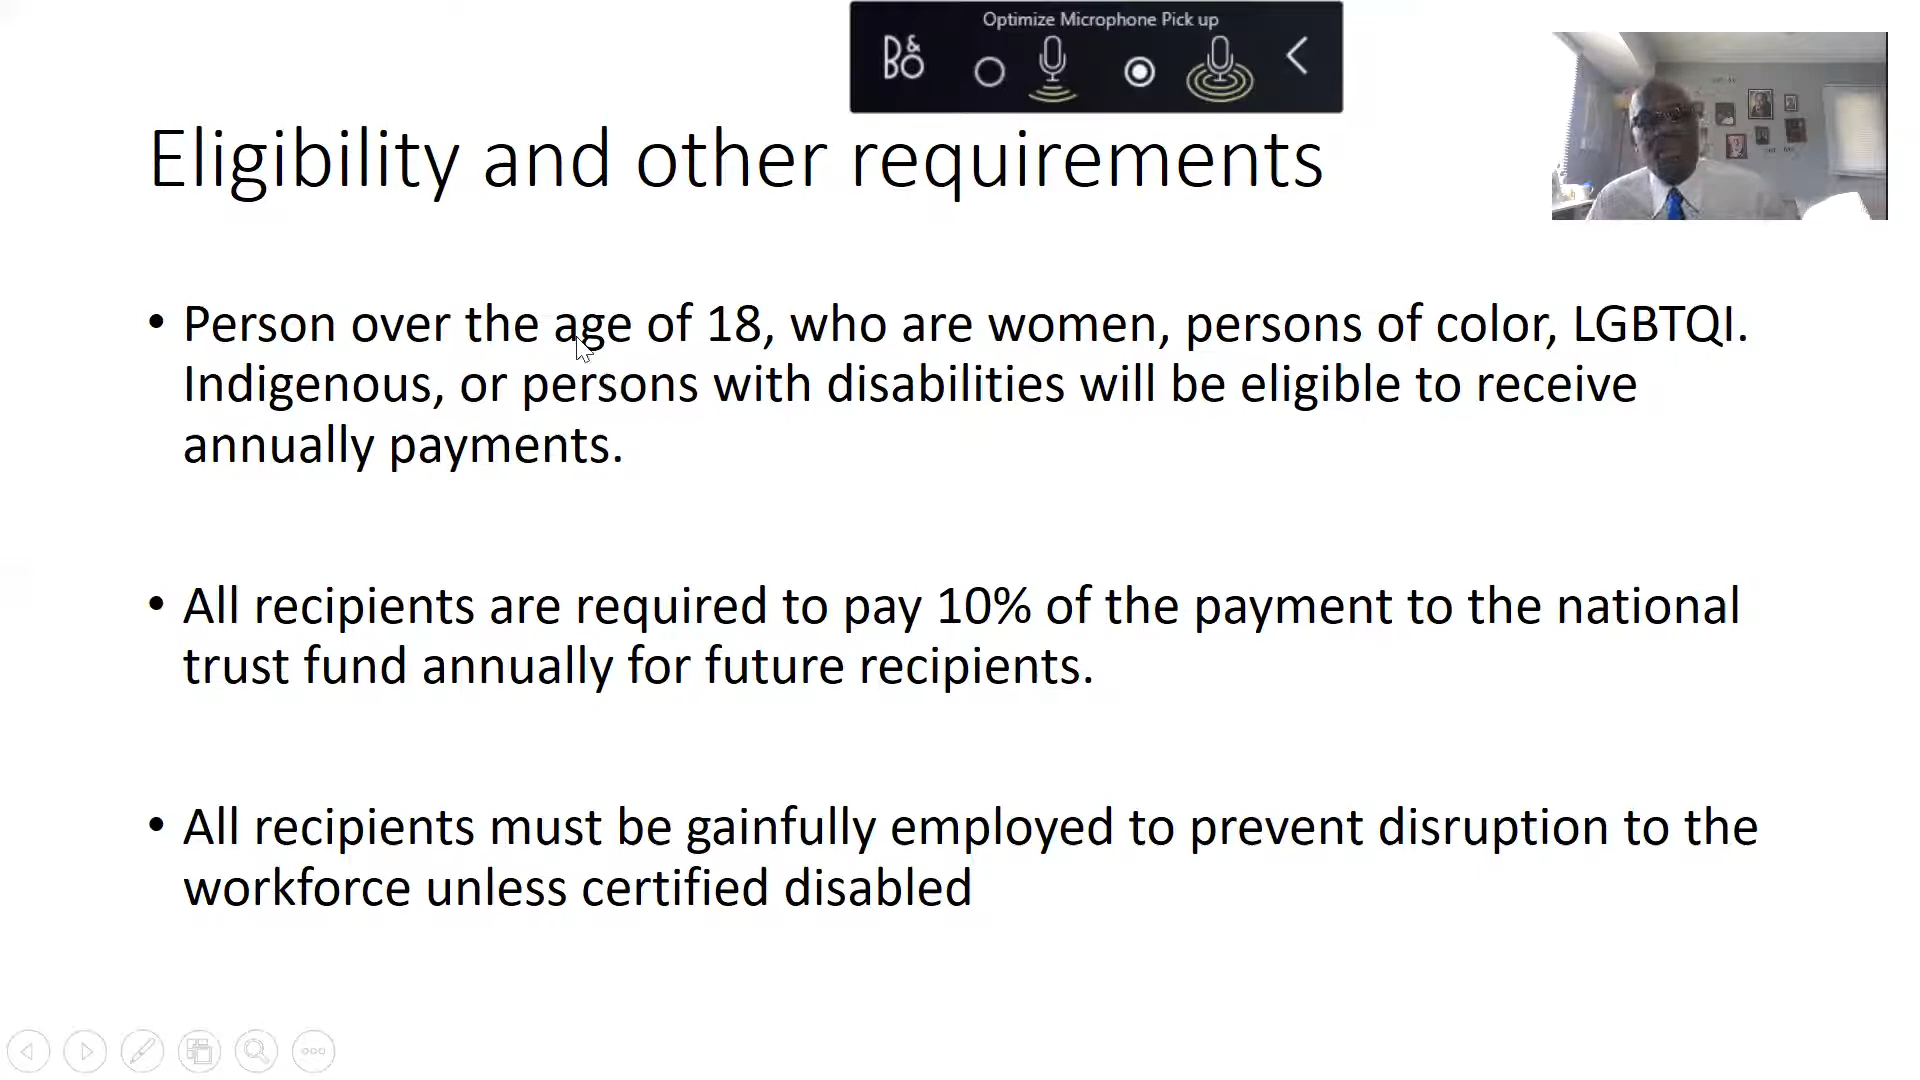 Optimize Microphone Pick up
B&O
Eligibility and other requirements
• Person over the age of 18, who are women, persons of color, LGBTQI.
Indigenous, or persons with disabilities will be eligible to receive
annually payments.
• All recipients are required to pay 10% of the payment to the national
trust fund annually for future recipients.
• All recipients must be gainfully employed to prevent disruption to the
workforce unless certified disabled